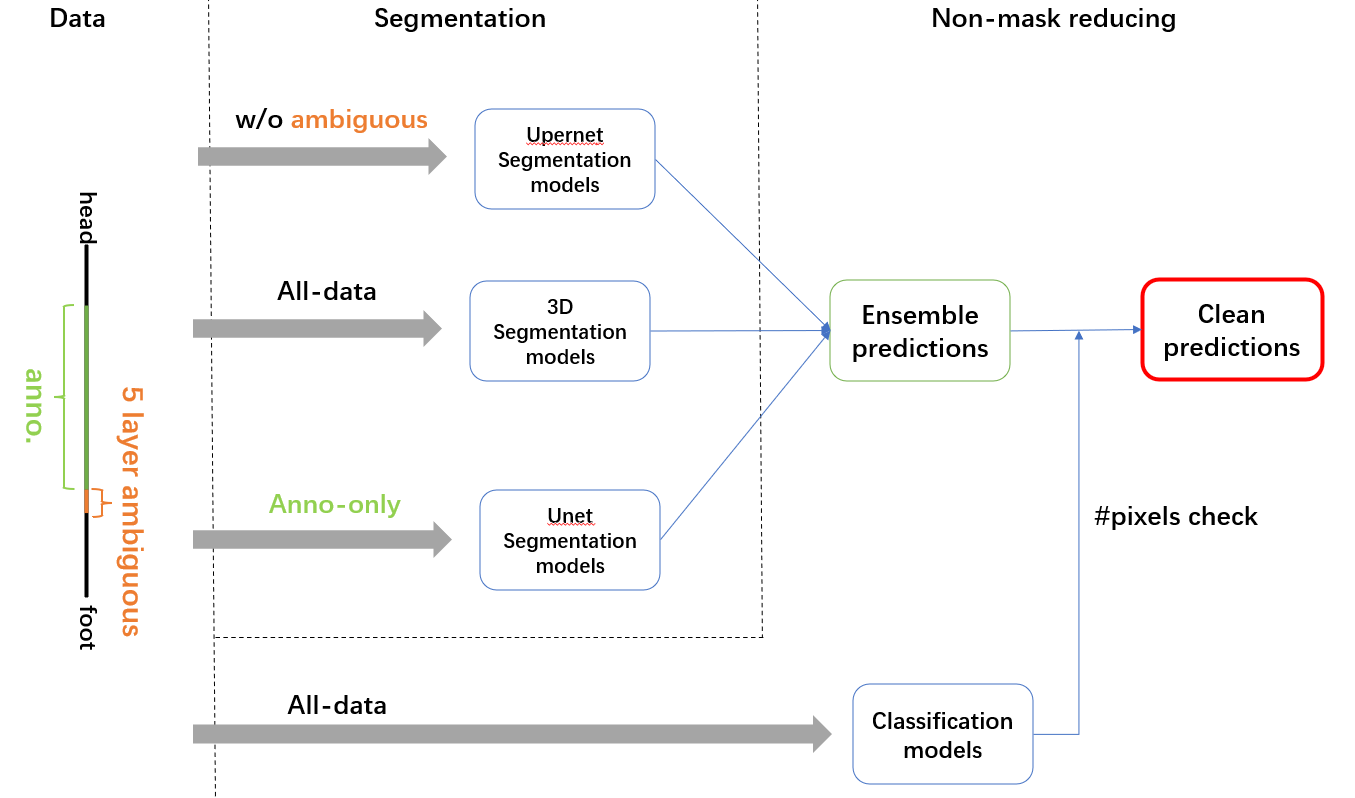 Data
Segmentation
Non-mask reducing
head
anno.
5 layer ambiguous
foot
w/o ambiguous
Upernet
Segmentation
models
All-data
3D
Segmentation
models
Anno-only
Unet
Segmentation
models
Ensemble
predictions
Clean
predictions
#pixels check
All-data
Classification
models